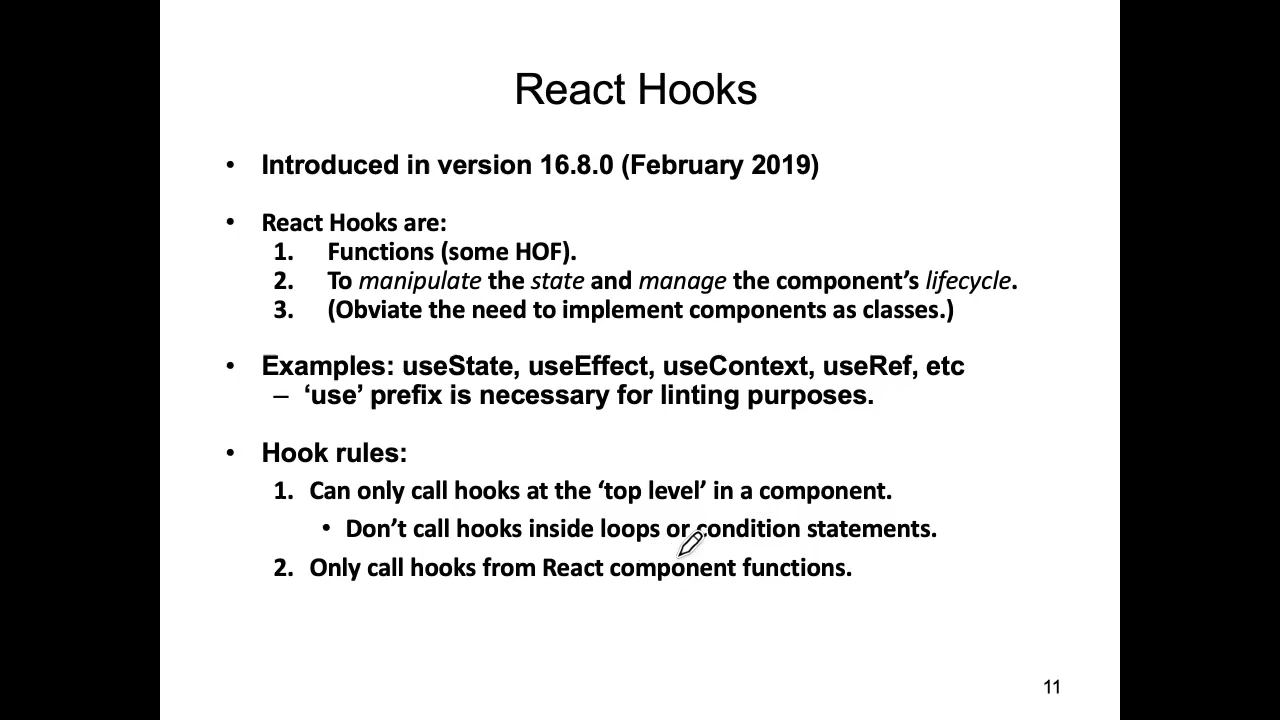 React Hooks
• Introduced in version 16.8.0 (February 2019)
• React Hooks are:
1. Functions (some HOF).
2. To manipulate the state and manage the component’s lifecycle.
3. (Obviate the need to implement components as classes.)
• Examples: useState, useEffect, useContext, useRef, etc
– ‘use’ prefix is necessary for linting purposes.
• Hook rules:
1. Can only call hooks at the ‘top level’ in a component.
• Don’t call hooks inside loops or condition statements.
2. Only call hooks from React component functions.
11